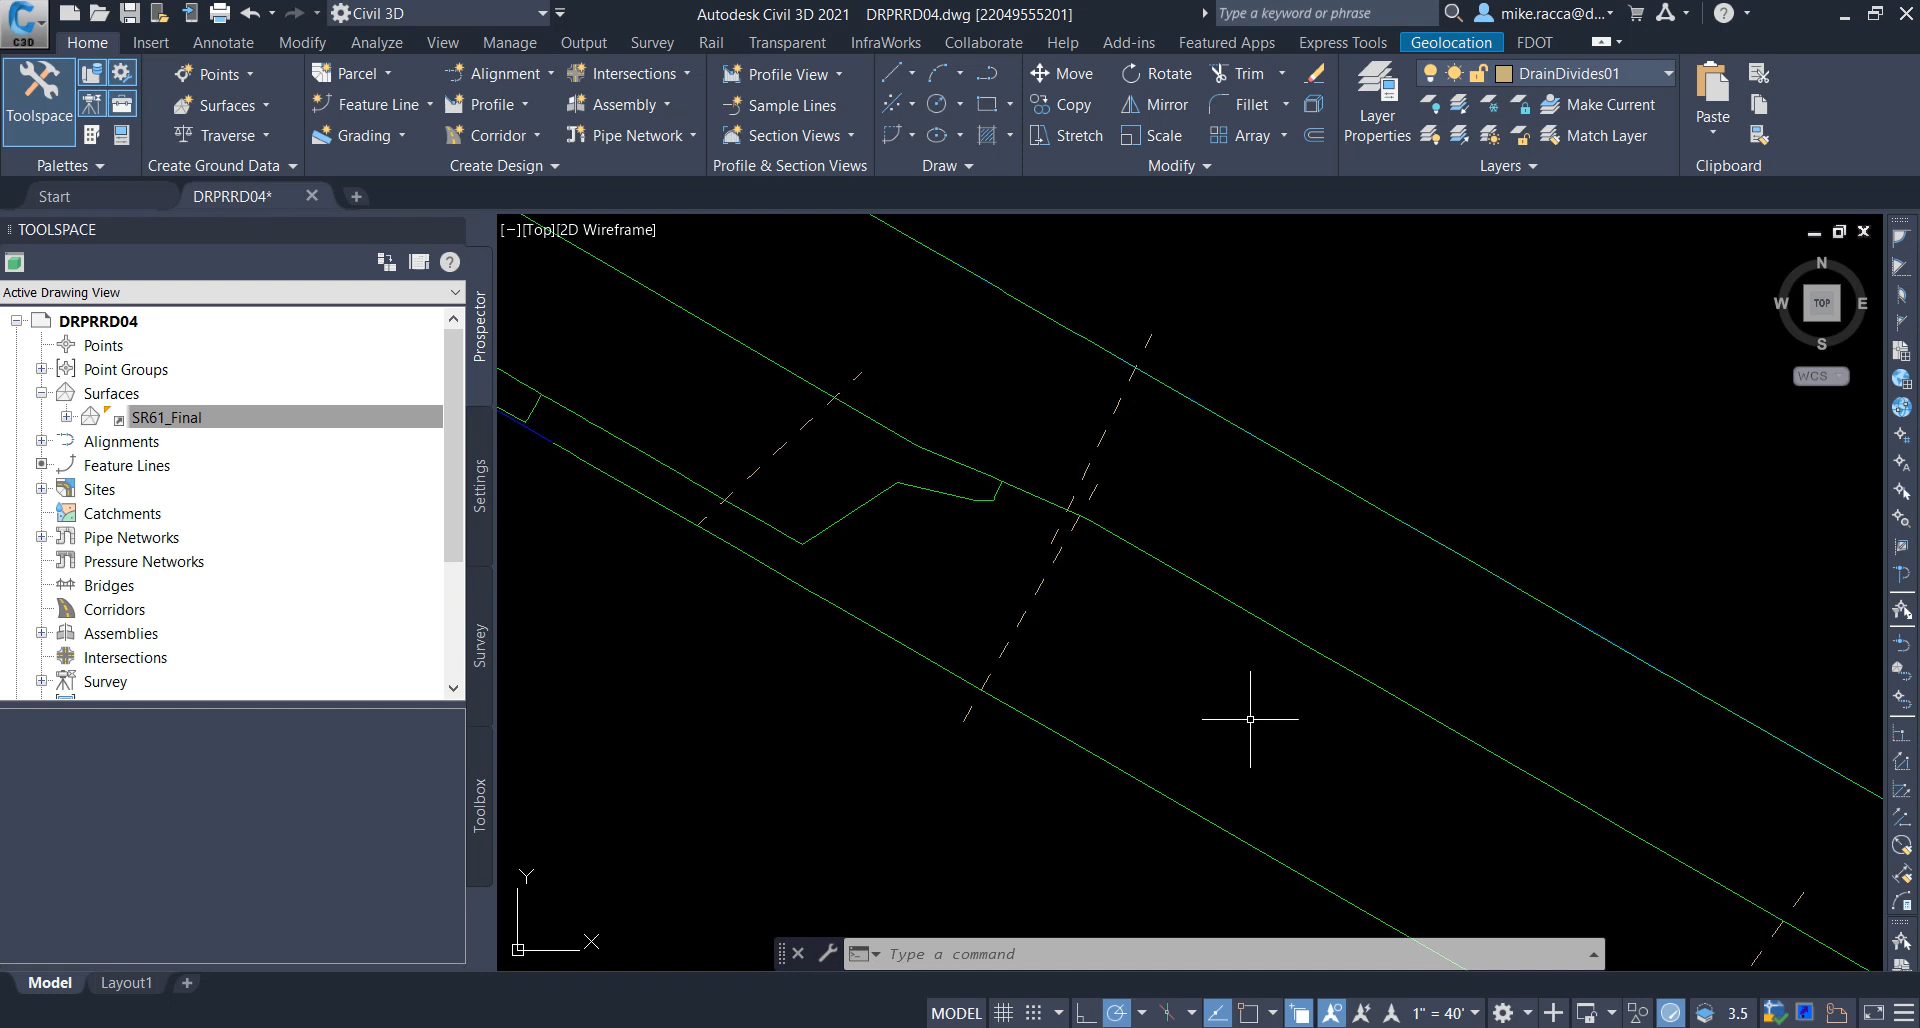 C3D
Civil 3D
Autodesk Civil 3D 2021 DRPRRD04.dwg [22049555201]
Type a keyword or phrase
mike.racca@d...
Home Insert Annotate Modify Analyze View Manage Output Survey Rail Transparent InfraWorks Collaborate Help Add-ins Featured Apps Express Tools Geolocation FDOT
Toolspace
Points
Surfaces
Traverse
Parcel
Feature Line
Grading
Alignment
Profile
Corridor
Intersections
Assembly
Pipe Network
Profile View
Sample Lines
Section Views
Move
Copy
Stretch
Rotate
Mirror
Scale
Trim
Fillet
Array
Layer
Properties
DrainDivides01
Make Current
Match Layer
Paste
Palettes Create Ground Data Create Design Profile & Section Views Draw Modify Layers Clipboard
Start DRPRRD04*
TOOLSPACE
Active Drawing View
DRPRRD04
Points
Point Groups
Surfaces
SR61_Final
Alignments
Feature Lines
Sites
Catchments
Pipe Networks
Pressure Networks
Bridges
Corridors
Assemblies
Intersections
Survey
Prospector
Settings
Survey
Toolbox
[−][Top][2D Wireframe]
N
W TOP E
S
WCS
Y
X
Type a command
Model Layout1
MODEL 1" = 40' 3.5